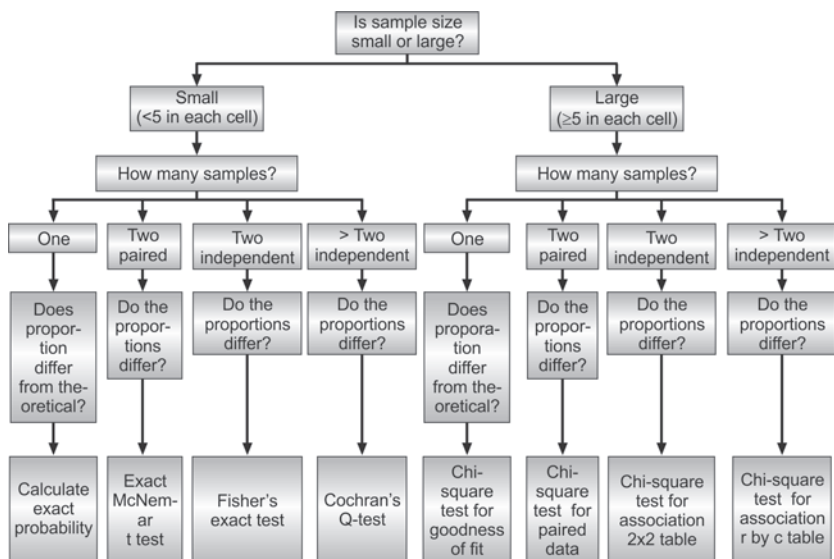 Is sample size
small or large?
Small
(<5 in each cell)
Large
(≥5 in each cell)
How many samples?
How many samples?
One
Two
paired
Two
independent
> Two
independent
One
Two
paired
Two
independent
> Two
independent
Does
propor-
tion
differ
from the-
oretical?
Do the
propor-
tions
differ?
Do the
proportions
differ?
Do the
proportions
differ?
Does
proporation
differ
from the-
oretical?
Do the
propor-
tions
differ?
Do the
proportions
differ?
Do the
proportions
differ?
Calculate
exact
probability
Exact
McNem-
ar
t test
Fisher's
exact test
Cochran's
Q-test
Chi-
square
test for
goodness
of fit
Chi-
square
test for
paired
data
Chi-square
test for
association
2x2 table
Chi-square
test for
association
r by c table